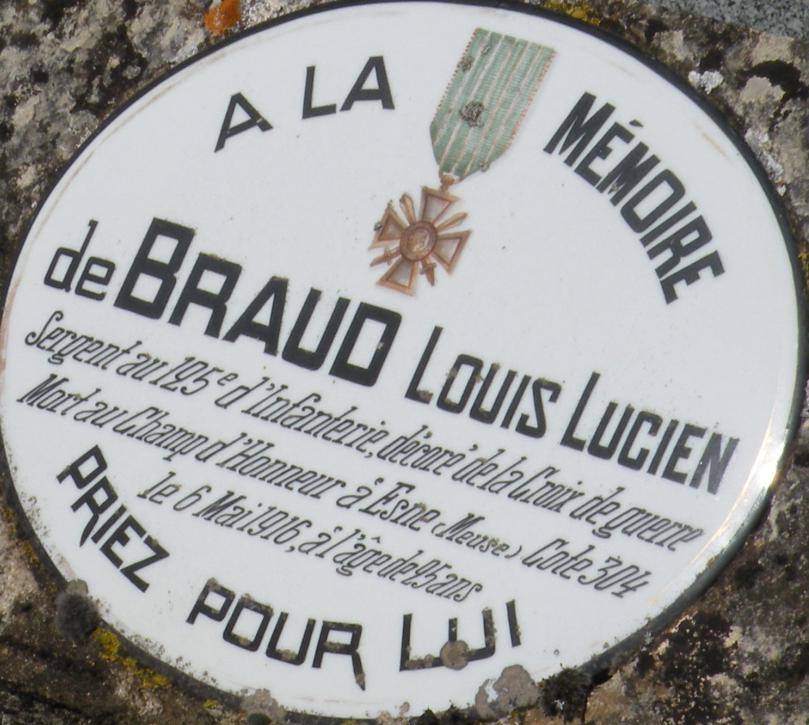 A LA MÉMOIRE
de BRAUD LOUIS LUCIEN
Sergent au 125e d'Infanterie, décoré de la Croix de guerre
Mort au Champ d'Honneur à Esne (Meuse) Cote 304
le 6 Mai 1916, à l'âge de 25 ans
PRIEZ POUR LUI